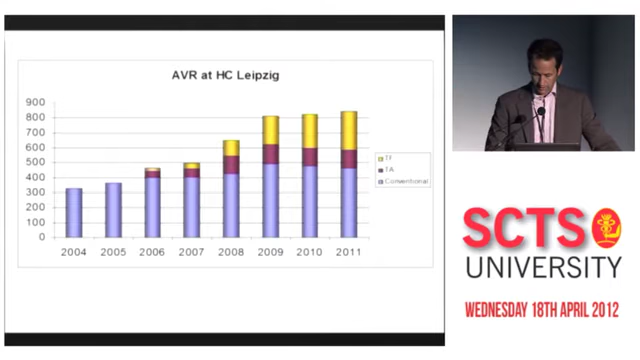 AVR at HC Leipzig
900
800
700
600
500
400
300
200
100
0
2004 2005 2006 2007 2008 2009 2010 2011
TF
TA
Conventional
SCTS
UNIVERSITY
WEDNESDAY 18TH APRIL 2012